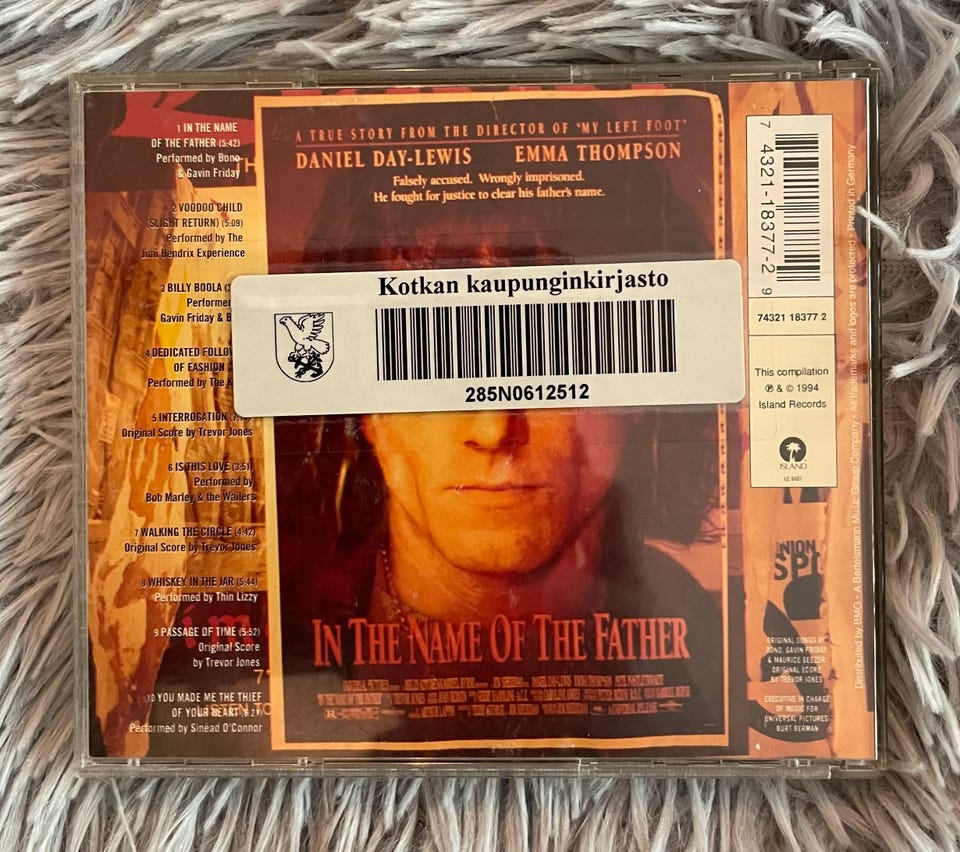 1 IN THE NAME
OF THE FATHER (5:42)
Performed by Bono
& Gavin Friday
2 VOODOO CHILD
(SLIGHT RETURN) (5:09)
Performed by The
Jimi Hendrix Experience
3 BILLY BOOLA
Performe
Gavin Friday & B
4 DEDICATED FOLLO
OF FASHION
Performed by The K
5 INTERROGATION
Original Score by Trevor Jones
6 IS THIS LOVE (3:51)
Performed by
Bob Marley & the Wailers
7 WALKING THE CIRCLE (4:42)
Original Score by Trevor Jones
8 WHISKEY IN THE JAR (5:44)
Performed by Thin Lizzy
9 PASSAGE OF TIME (5:52)
Original Score
by Trevor Jones
10 YOU MADE ME THE THIEF
OF YOUR HEART (6:21)
Performed by Sinéad O'Connor
A TRUE STORY FROM THE DIRECTOR OF "MY LEFT FOOT"
DANIEL DAY-LEWIS EMMA THOMPSON
Falsely accused. Wrongly imprisoned.
He fought for justice to clear his father's name.
Kotkan kaupunginkirjasto
285N0612512
IN THE NAME OF THE FATHER
7 4321-18377-2 9
74321 18377 2
This compilation
℗ & © 1994
Island Records
ISLAND
LC 0407
UNION
SPI
ORIGINAL SONGS BY
BONO, GAVIN FRIDAY
& MAURICE SEEZER
ORIGINAL SCORE
BY TREVOR JONES
EXECUTIVE IN CHARGE
OF MUSIC FOR
UNIVERSAL PICTURES
BURT BERMAN
Distributed by BMG • A Bertelsmann Music Group Company • All trademarks and logos are protected • Printed in Germany